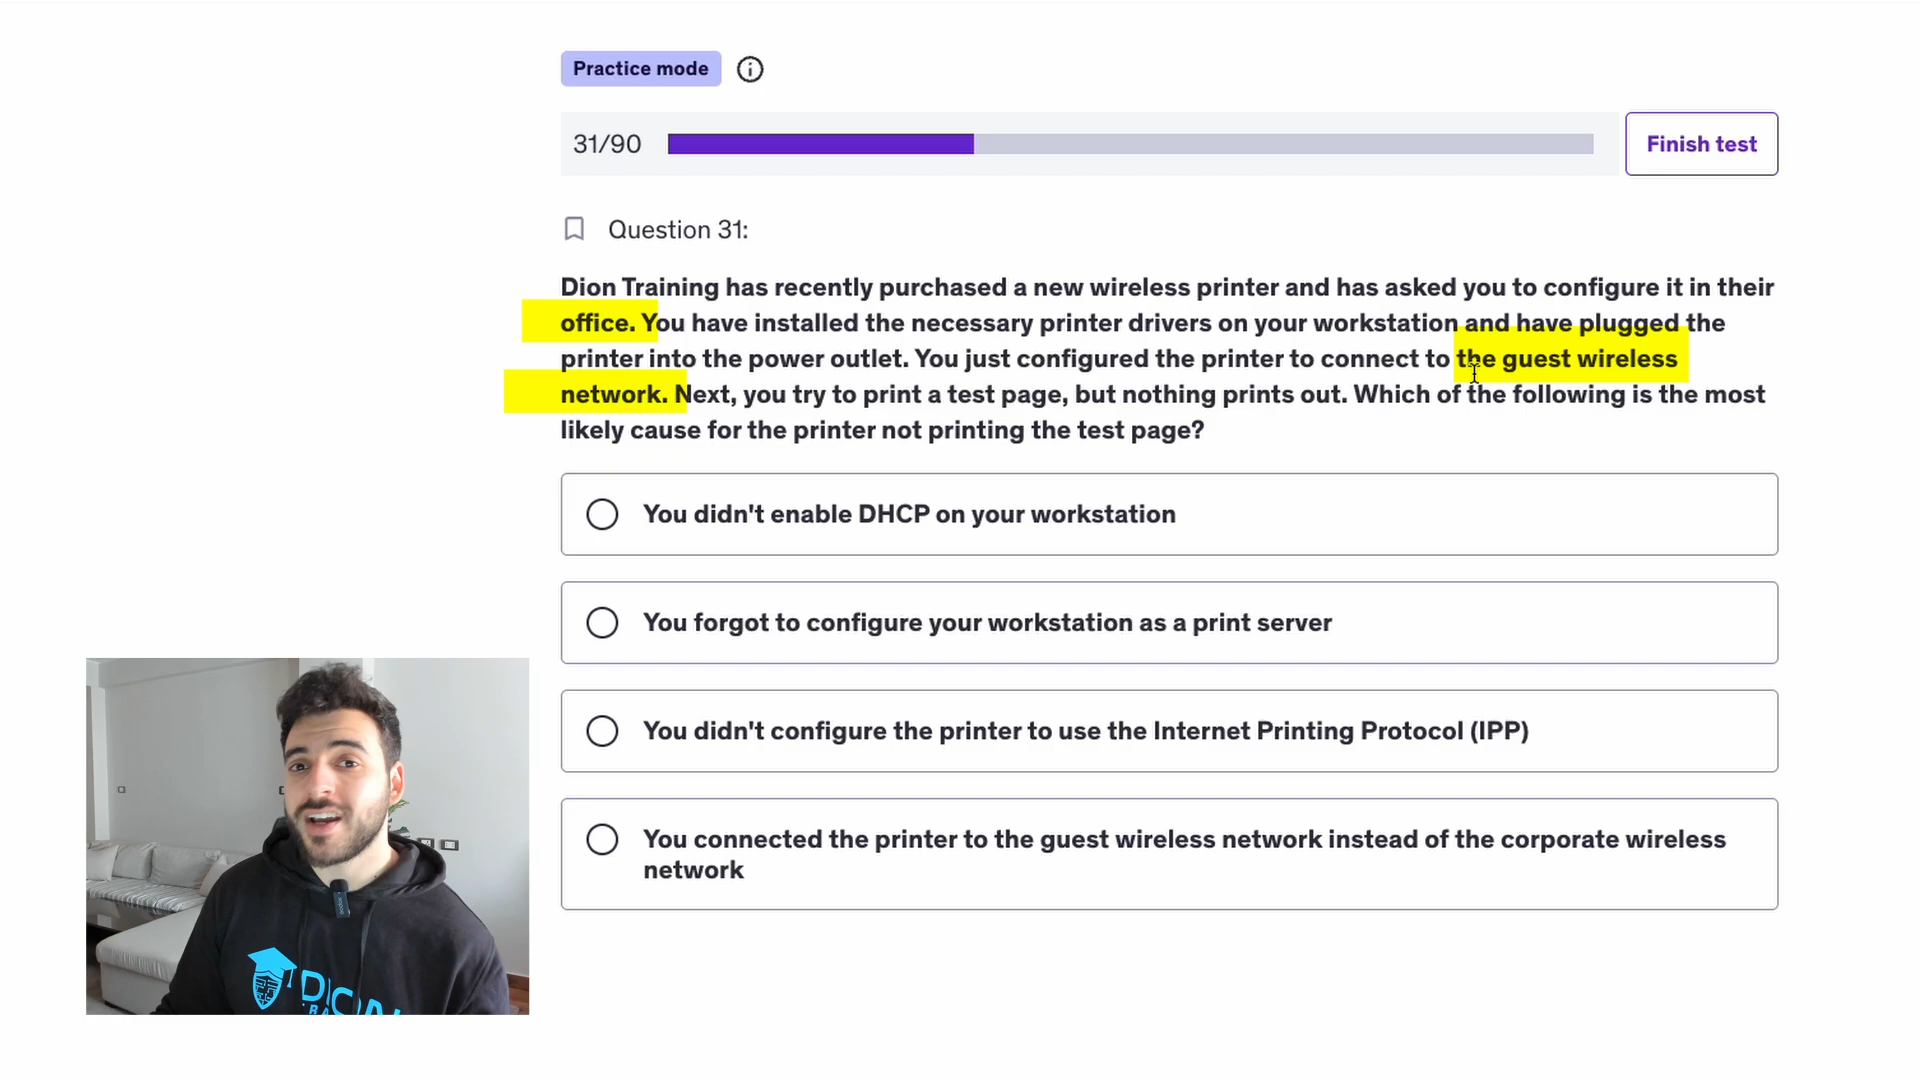 Practice mode
31/90
Finish test
Question 31:
Dion Training has recently purchased a new wireless printer and has asked you to configure it in their
office. You have installed the necessary printer drivers on your workstation and have plugged the
printer into the power outlet. You just configured the printer to connect to the guest wireless
network. Next, you try to print a test page, but nothing prints out. Which of the following is the most
likely cause for the printer not printing the test page?
You didn't enable DHCP on your workstation
You forgot to configure your workstation as a print server
You didn't configure the printer to use the Internet Printing Protocol (IPP)
You connected the printer to the guest wireless network instead of the corporate wireless
network